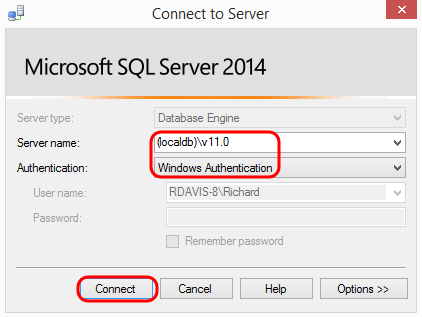 Connect to Server
Microsoft SQL Server 2014
Server type: Database Engine
Server name: (localdb)\v11.0
Authentication: Windows Authentication
User name: RDAVIS-8\Richard
Password:
Remember password
Connect Cancel Help Options >>